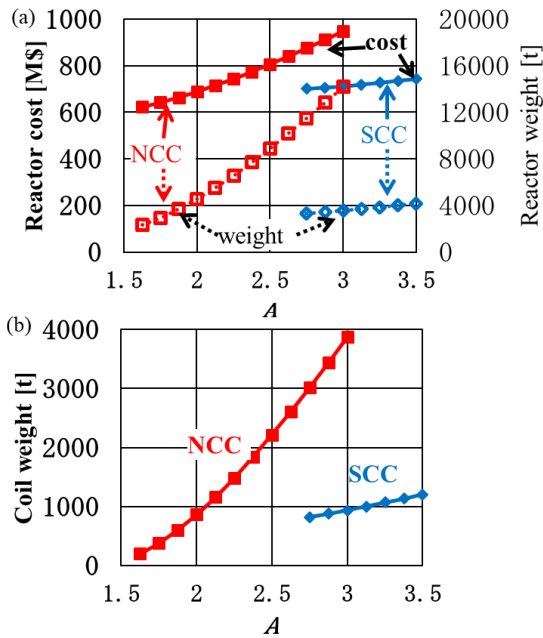 (a)
Reactor cost [M$]
1000
800
600
400
200
0
20000
16000
12000
8000
4000
0
Reactor weight [t]
cost
NCC
SCC
weight
1.5 2 2.5 3 3.5
A
(b)
Coil weight [t]
4000
3000
2000
1000
0
NCC
SCC
1.5 2 2.5 3 3.5
A